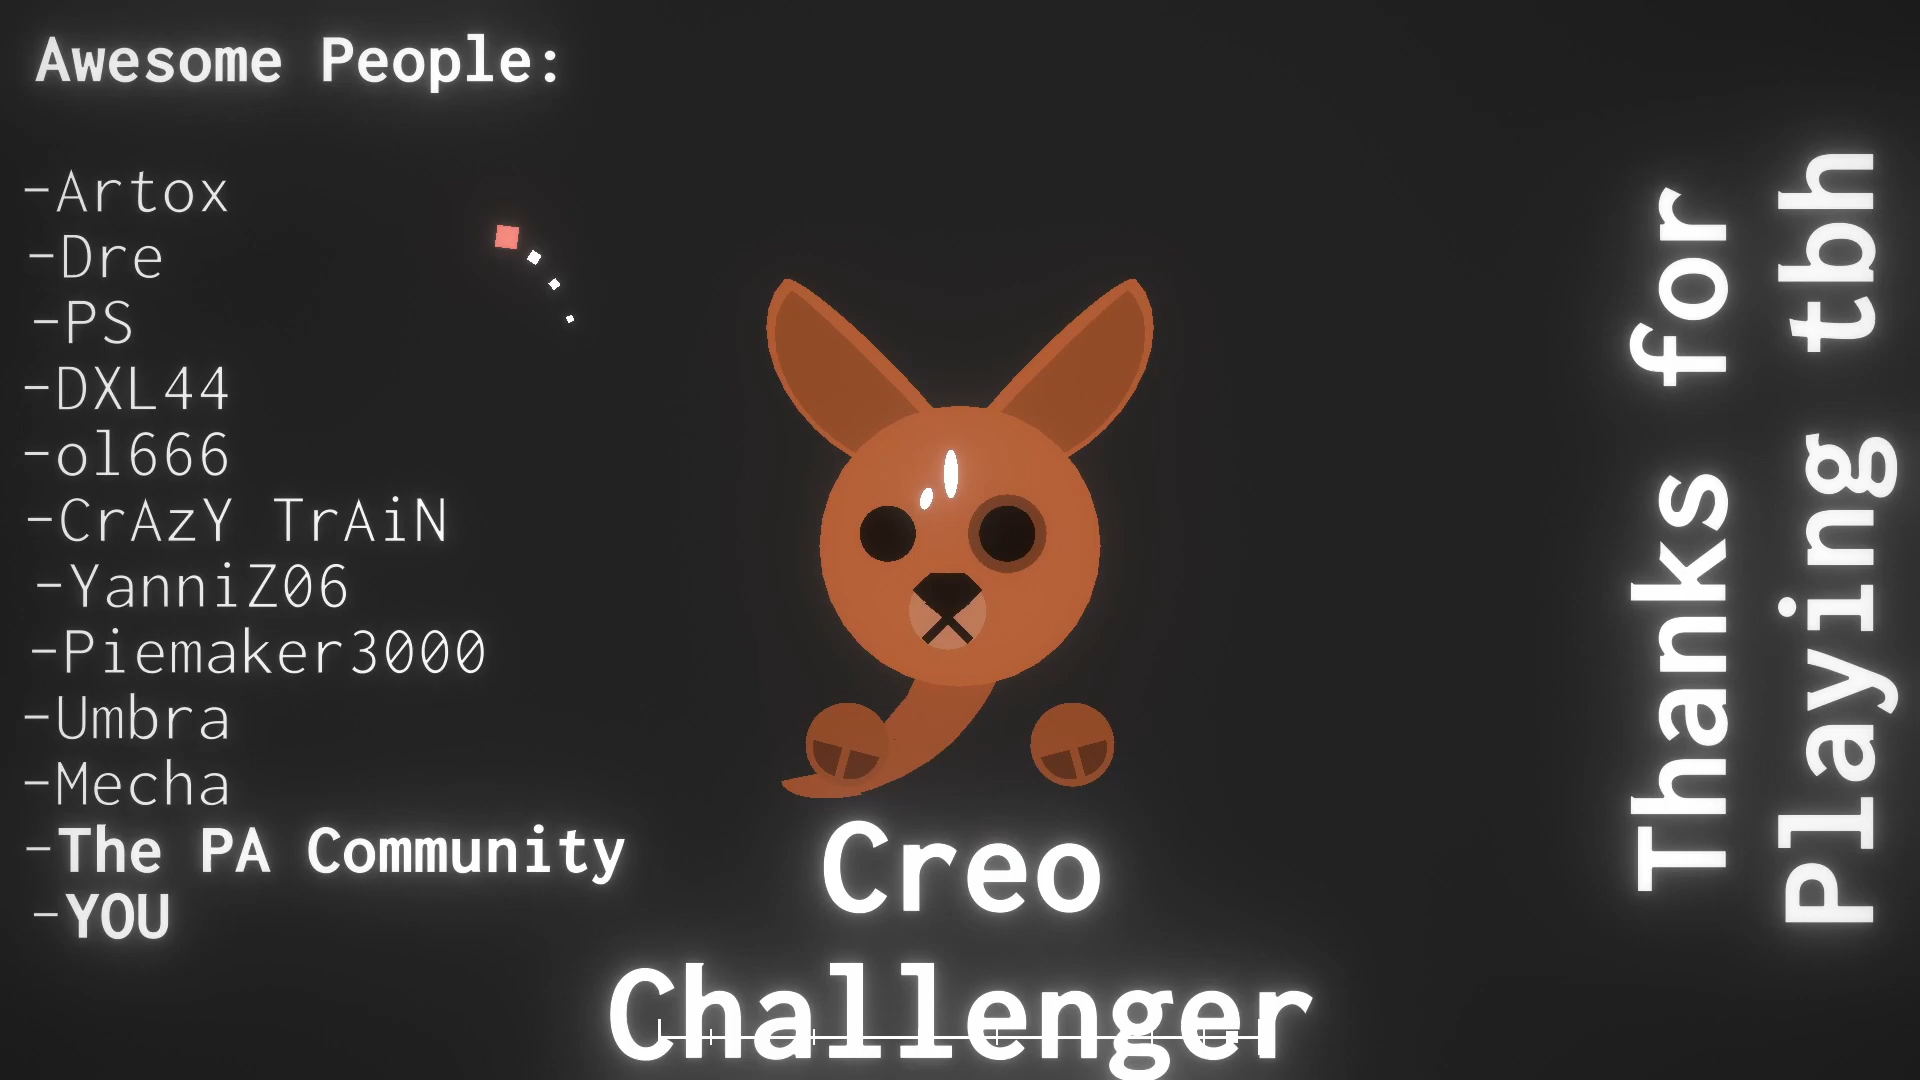 Awesome People:
-Artox
-Dre
-PS
-DXL44
-ol666
-CrAzY TrAiN
-YanniZ06
-Piemaker3000
-Umbra
-Mecha
-The PA Community
-YOU
Creo
Challenger
Thanks for
Playing tbh